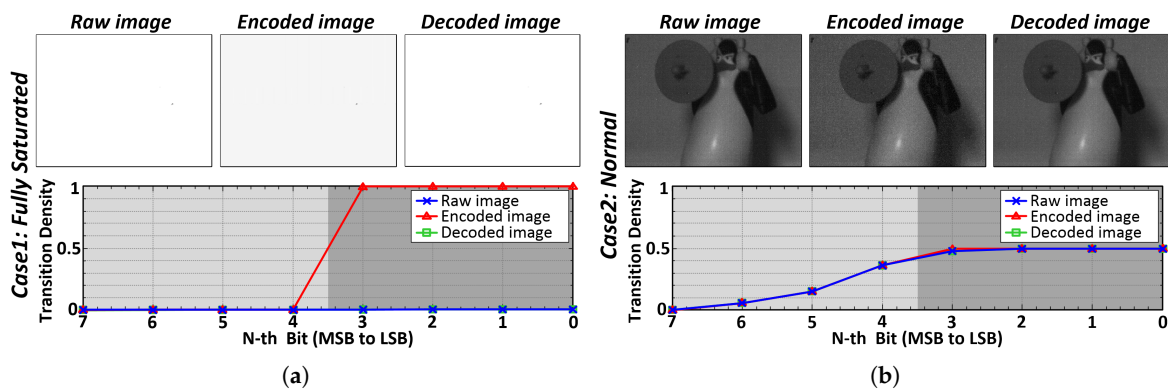 Raw image Encoded image Decoded image
Case1: Fully Saturated
Transition Density
1
0.5
0
Raw image
Encoded image
Decoded image
7 6 5 4 3 2 1 0
N-th Bit (MSB to LSB)
(a)
Raw image Encoded image Decoded image
Case2: Normal
Transition Density
1
0.5
0
Raw image
Encoded image
Decoded image
7 6 5 4 3 2 1 0
N-th Bit (MSB to LSB)
(b)